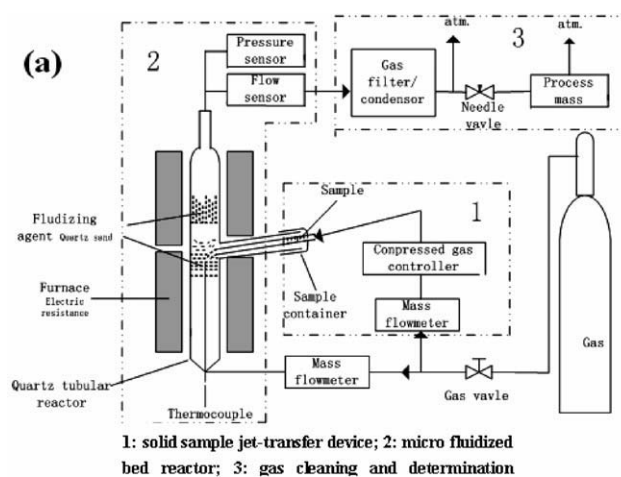 (a)
2
Pressure
sensor
Flow
sensor
atm.
3
atm.
Gas
filter/
condensor
Needle
vavle
Process
mass
Fludizing
agent Quartz sand
Sample
1
Compressed gas
controller
Furnace
Electric
resistance
Sample
container
Mass
flowmeter
Gas
Quartz tubular
reactor
Mass
flowmeter
Gas vavle
Thermocouple
1: solid sample jet-transfer device; 2: micro fluidized
bed reactor; 3: gas cleaning and determination